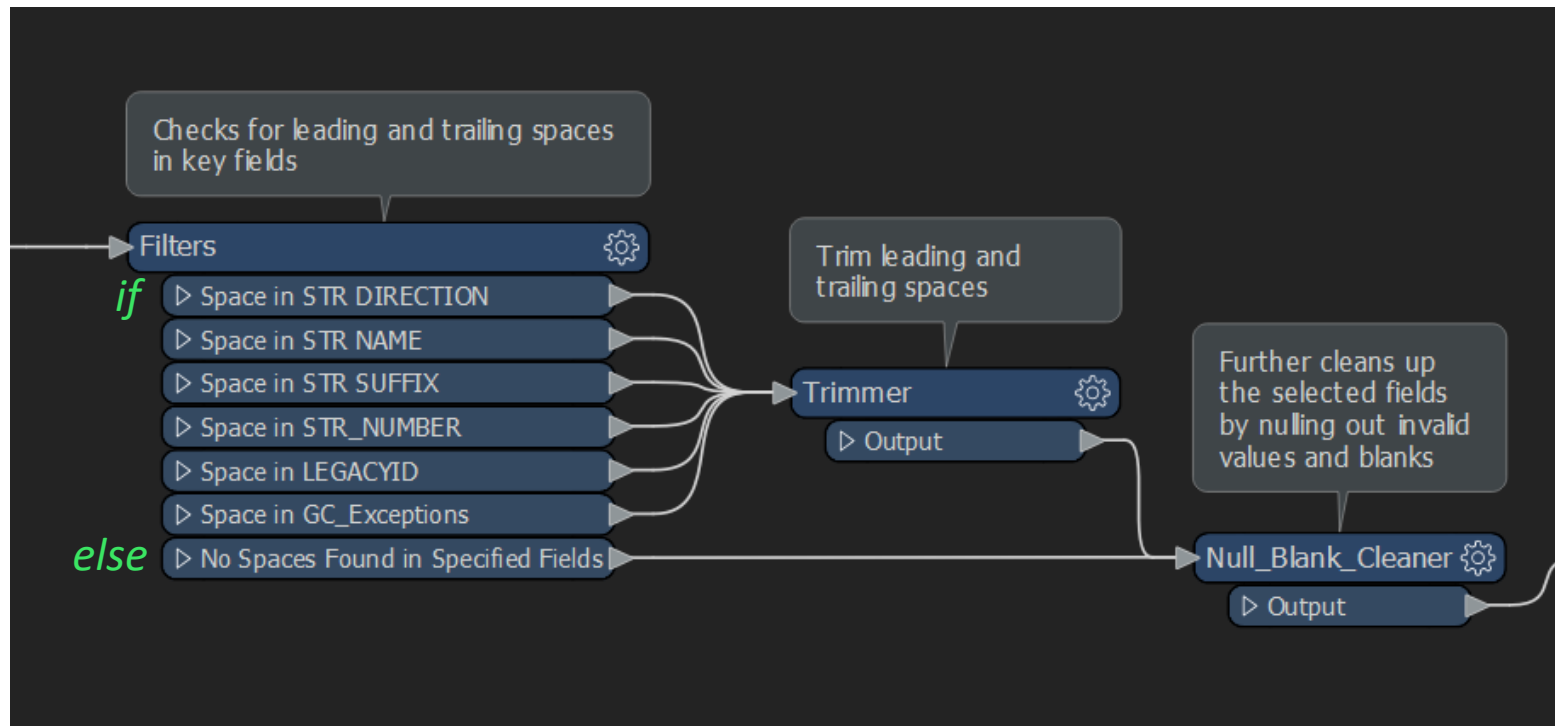 Checks for leading and trailing spaces
in key fields
Filters
if
Space in STR DIRECTION
Space in STR NAME
Space in STR SUFFIX
Space in STR_NUMBER
Space in LEGACYID
Space in GC_Exceptions
else
No Spaces Found in Specified Fields
Trim leading and
trailing spaces
Trimmer
Output
Further cleans up
the selected fields
by nulling out invalid
values and blanks
Null_Blank_Cleaner
Output